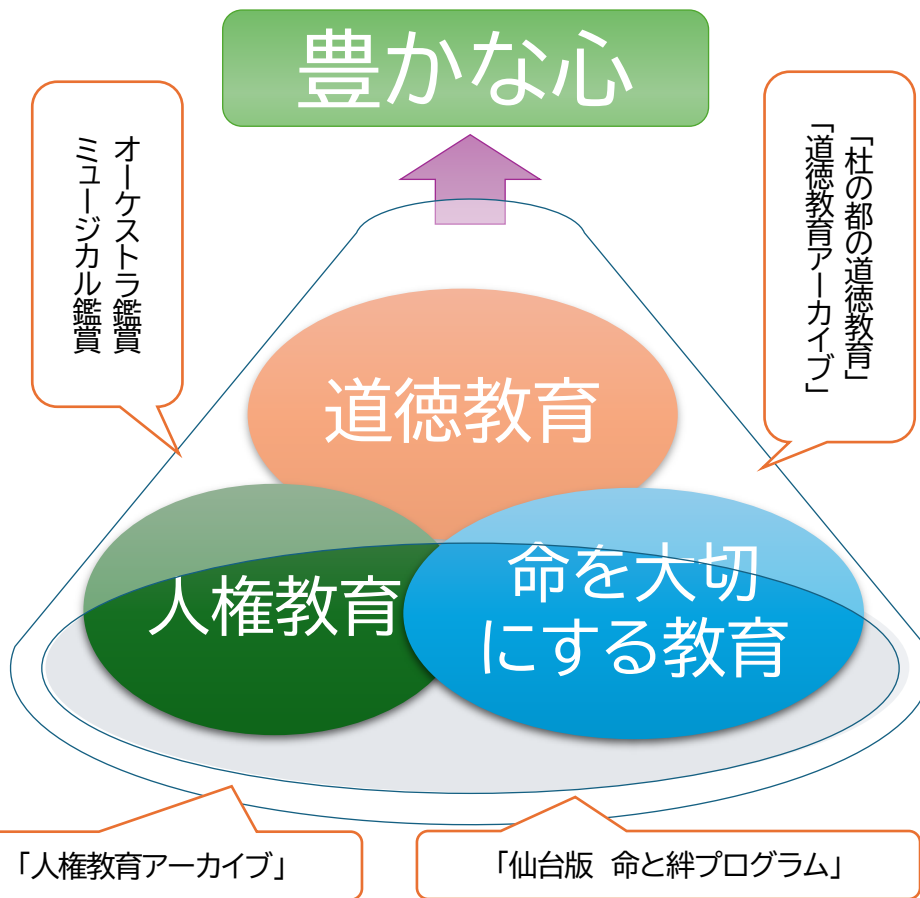 豊かな心
「杜の都の道徳教育」
「道徳教育アーカイブ」
オーケストラ鑑賞
ミュージカル鑑賞
道徳教育
人権教育
命を大切
にする教育
「人権教育アーカイブ」
「仙台版 命と絆プログラム」